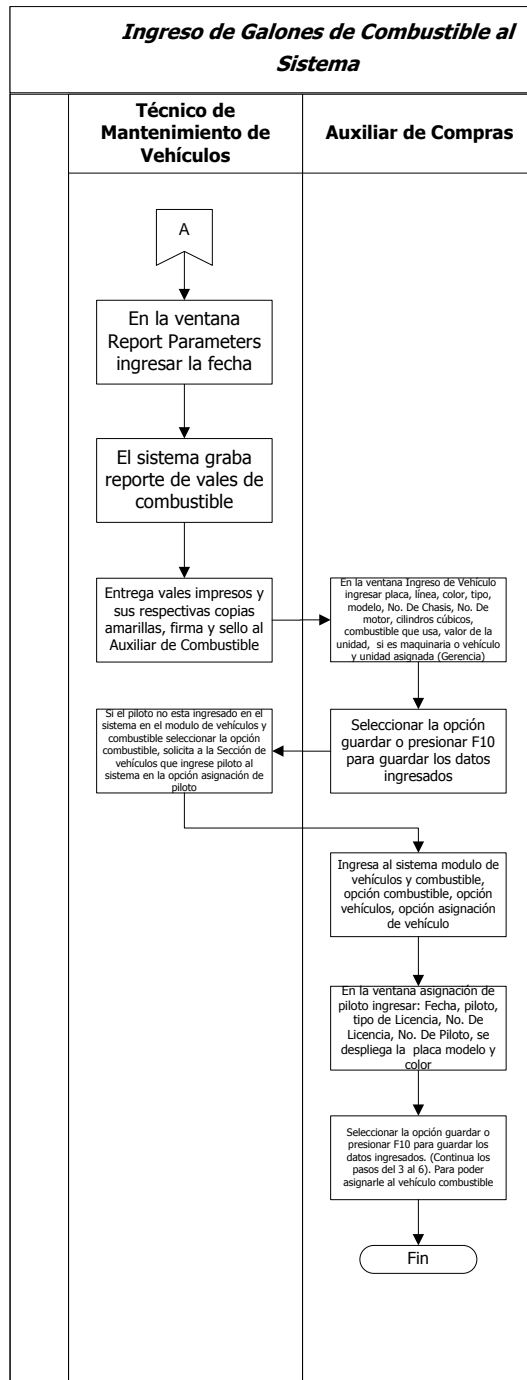 Ingreso de Galones de Combustible al
Sistema
Técnico de
Mantenimiento de
Vehículos
Auxiliar de Compras
A
En la ventana
Report Parameters
ingresar la fecha
El sistema graba
reporte de vales de
combustible
Entrega vales impresos y
sus respectivas copias
amarillas, firma y sello al
Auxiliar de Combustible
En la ventana Ingreso de Vehículo
ingresar placa, línea, color, tipo,
modelo, No. De Chasis, No. De
motor, cilindros cúbicos,
combustible que usa, valor de la
unidad, si es maquinaria o vehículo
y unidad asignada (Gerencia)
Si el piloto no esta ingresado en el
sistema en el modulo de vehículos y
combustible seleccionar la opción
combustible, solicita a la Sección de
vehículos que ingrese piloto al
sistema en la opción asignación de
piloto
Seleccionar la opción
guardar o presionar F10
para guardar los datos
ingresados
Ingresa al sistema modulo de
vehículos y combustible,
opción combustible, opción
vehículos, opción asignación
de vehículo
En la ventana asignación de
piloto ingresar: Fecha, piloto,
tipo de Licencia, No. De
Licencia, No. De Piloto, se
despliega la placa modelo y
color
Seleccionar la opción guardar o
presionar F10 para guardar los
datos ingresados. (Continua los
pasos del 3 al 6). Para poder
asignarle al vehículo combustible
Fin